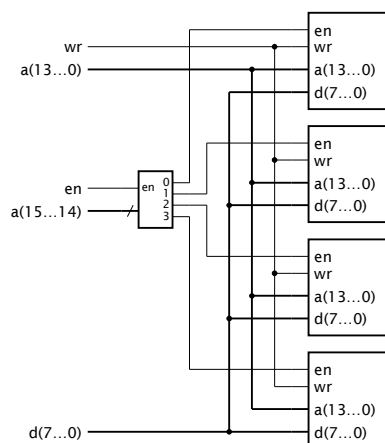 en
wr
wr
a(13…0)
a(13…0)
d(7…0)
en
wr
a(13…0)
d(7…0)
en
en
0
1
2
3
a(15…14)
en
wr
a(13…0)
d(7…0)
en
wr
a(13…0)
d(7…0)
d(7…0)